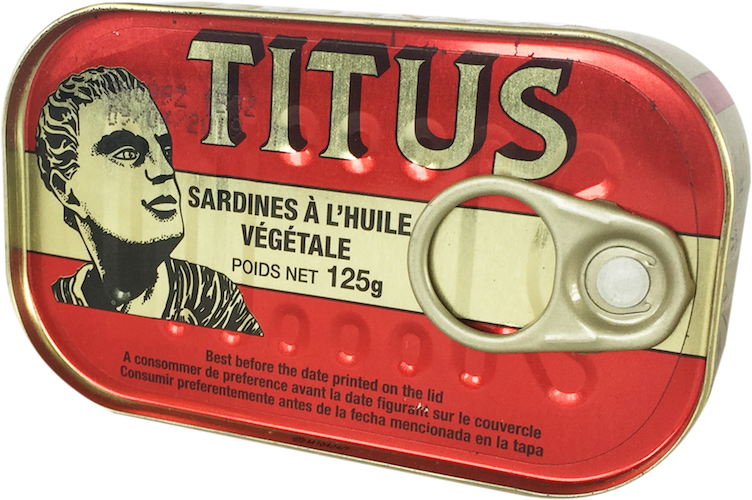 TITUS
SARDINES À L'HUILE
VÉGÉTALE
POIDS NET 125g
Best before the date printed on the lid
A consommer de preference avant la date figurant sur le couvercle
Consumir preferentemente antes de la fecha mencionada en la tapa